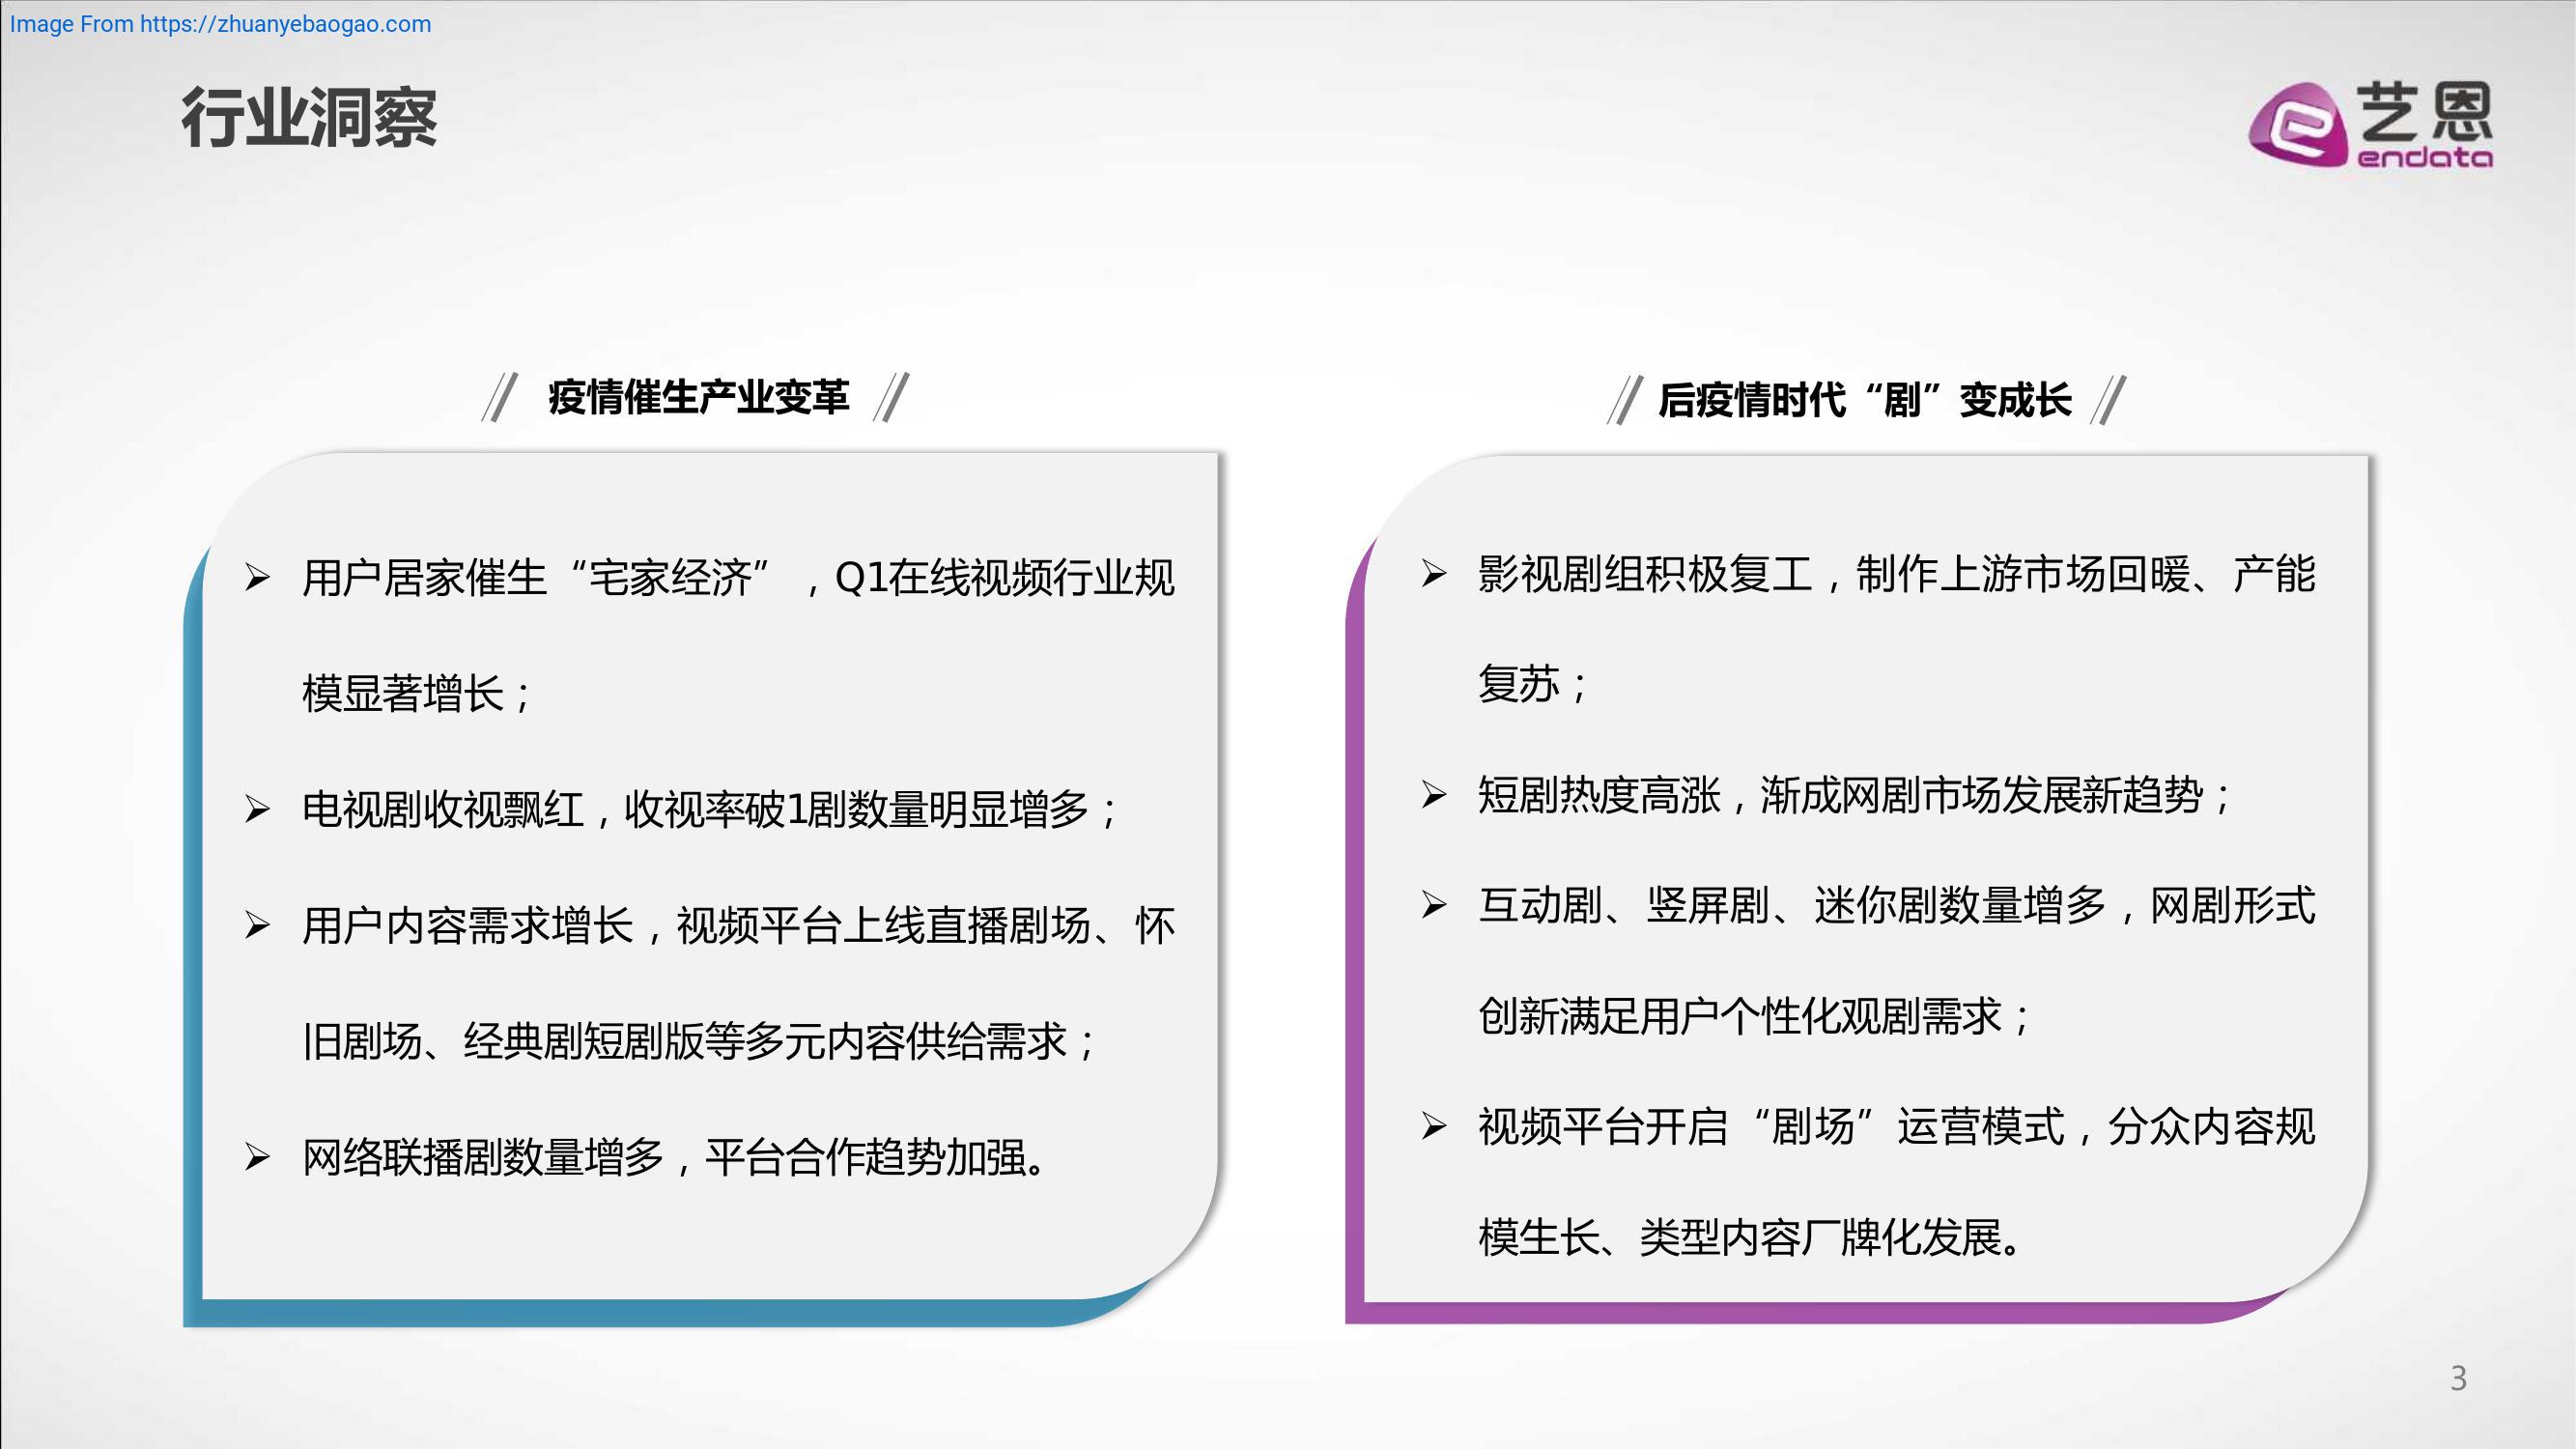 Image From https://zhuanyebaogao.com
行业洞察
艺恩
endata
疫情催生产业变革
用户居家催生“宅家经济”，Q1在线视频行业规
模显著增长；
电视剧收视飘红，收视率破1剧数量明显增多；
用户内容需求增长，视频平台上线直播剧场、怀
旧剧场、经典剧短剧版等多元内容供给需求；
网络联播剧数量增多，平台合作趋势加强。
后疫情时代“剧”变成长
影视剧组积极复工，制作上游市场回暖、产能
复苏；
短剧热度高涨，渐成网剧市场发展新趋势；
互动剧、竖屏剧、迷你剧数量增多，网剧形式
创新满足用户个性化观剧需求；
视频平台开启“剧场”运营模式，分众内容规
模生长、类型内容厂牌化发展。
3